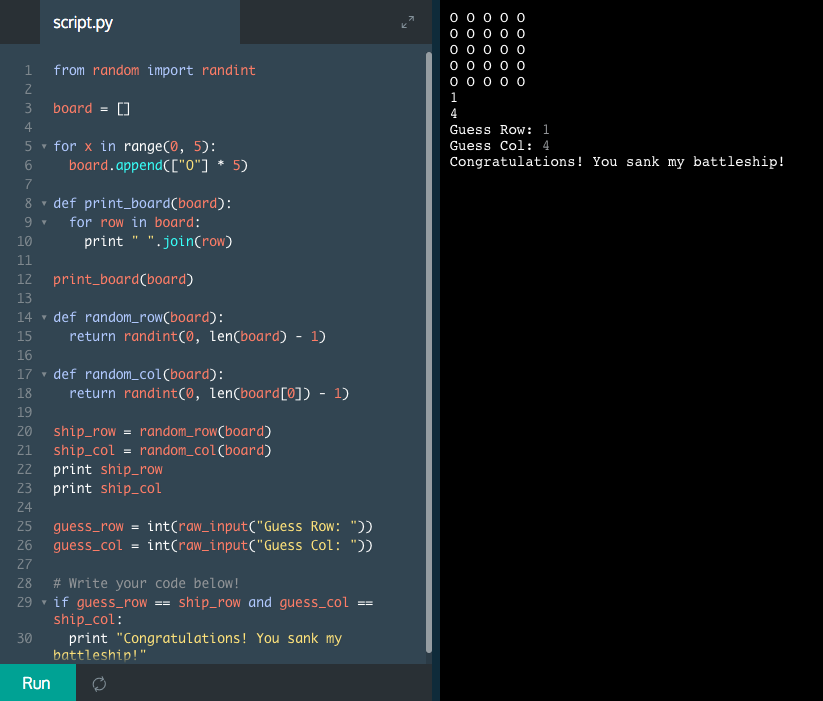 script.py
1 from random import randint
2
3 board = []
4
5 for x in range(0, 5):
6   board.append(["O"] * 5)
7
8 def print_board(board):
9   for row in board:
10     print " ".join(row)
11
12 print_board(board)
13
14 def random_row(board):
15   return randint(0, len(board) - 1)
16
17 def random_col(board):
18   return randint(0, len(board[0]) - 1)
19
20 ship_row = random_row(board)
21 ship_col = random_col(board)
22 print ship_row
23 print ship_col
24
25 guess_row = int(raw_input("Guess Row: "))
26 guess_col = int(raw_input("Guess Col: "))
27
28 # Write your code below!
29 if guess_row == ship_row and guess_col ==
ship_col:
30   print "Congratulations! You sank my
battleship!"
Run
O O O O O
O O O O O
O O O O O
O O O O O
O O O O O
1
4
Guess Row: 1
Guess Col: 4
Congratulations! You sank my battleship!